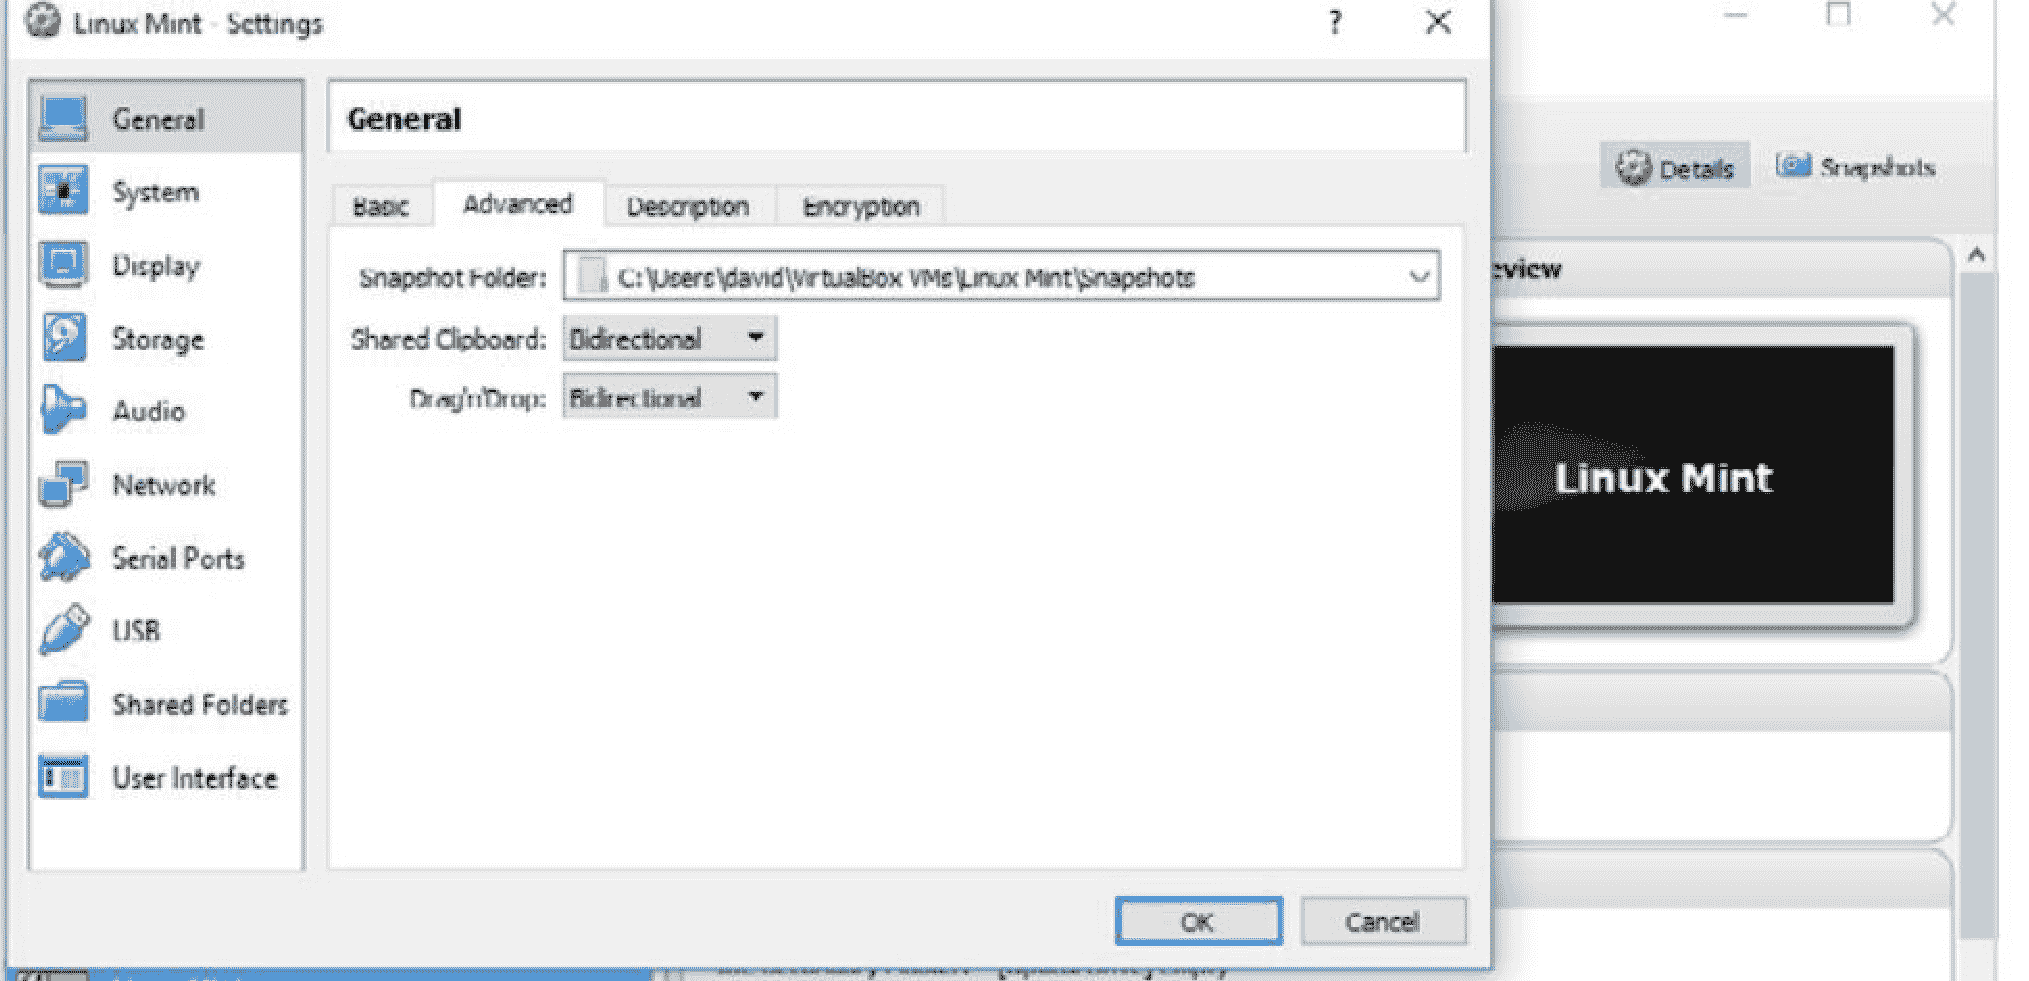 Linux Mint - Settings
?
General
System
Display
Storage
Audio
Network
Serial Ports
USB
Shared Folders
User Interface
General
Basic Advanced Description Encryption
Snapshot Folder: C:\Users\david\VirtualBox VMs\Linux Mint\Snapshots
Shared Clipboard: Bidirectional
Drag'n'Drop: Bidirectional
OK Cancel
Details Snapshots
eview
Linux Mint